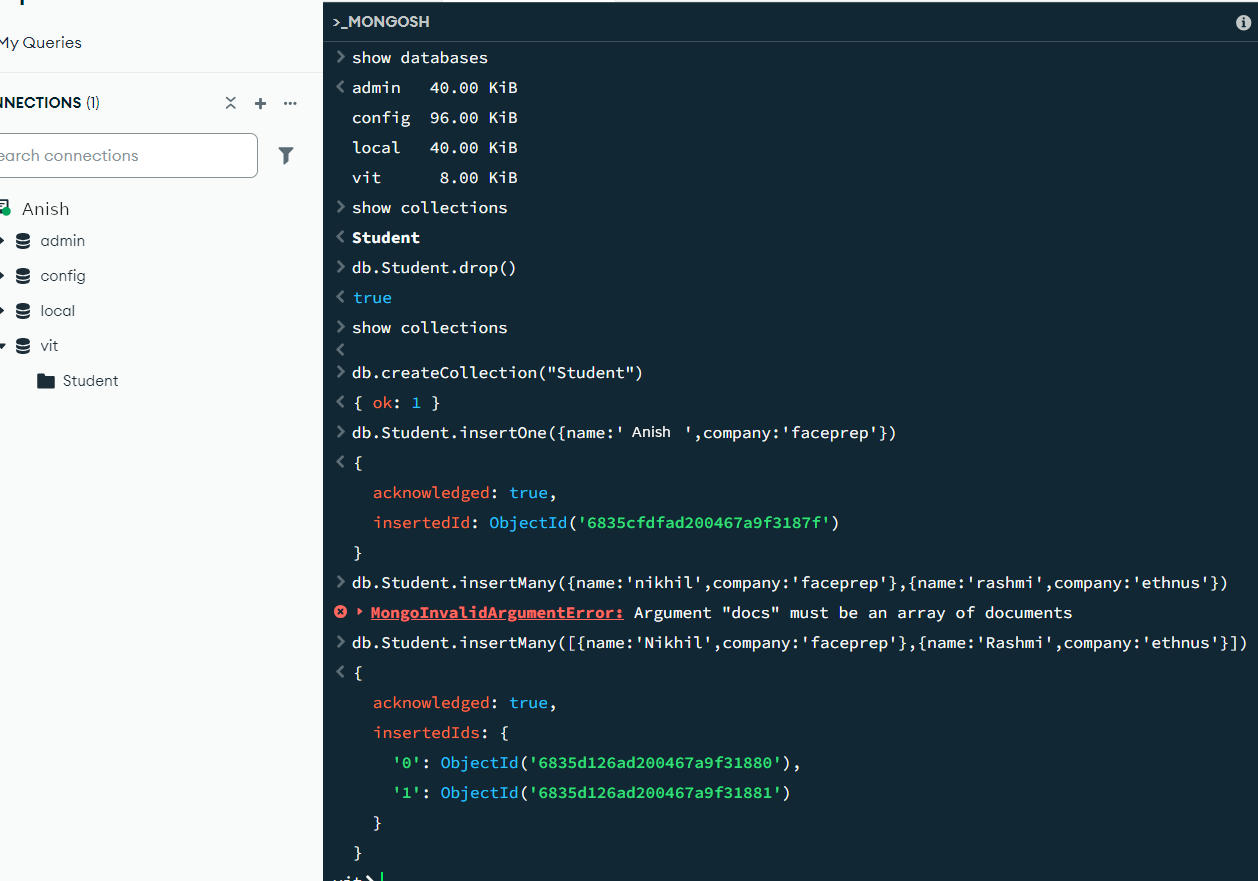 My Queries
NNECTIONS (1)
earch connections
Anish
admin
config
local
vit
Student
>_MONGOSH
> show databases
< admin 40.00 KiB
config 96.00 KiB
local 40.00 KiB
vit 8.00 KiB
> show collections
< Student
> db.Student.drop()
< true
> show collections
<
> db.createCollection("Student")
< { ok: 1 }
> db.Student.insertOne({name:' Anish ',company:'faceprep'})
< {
acknowledged: true,
insertedId: ObjectId('6835cfdfad200467a9f3187f')
}
> db.Student.insertMany({name:'nikhil',company:'faceprep'},{name:'rashmi',company:'ethnus'})
MongoInvalidArgumentError: Argument "docs" must be an array of documents
> db.Student.insertMany([{name:'Nikhil',company:'faceprep'},{name:'Rashmi',company:'ethnus'}])
< {
acknowledged: true,
insertedIds: {
'0': ObjectId('6835d126ad200467a9f31880'),
'1': ObjectId('6835d126ad200467a9f31881')
}
}
vit>